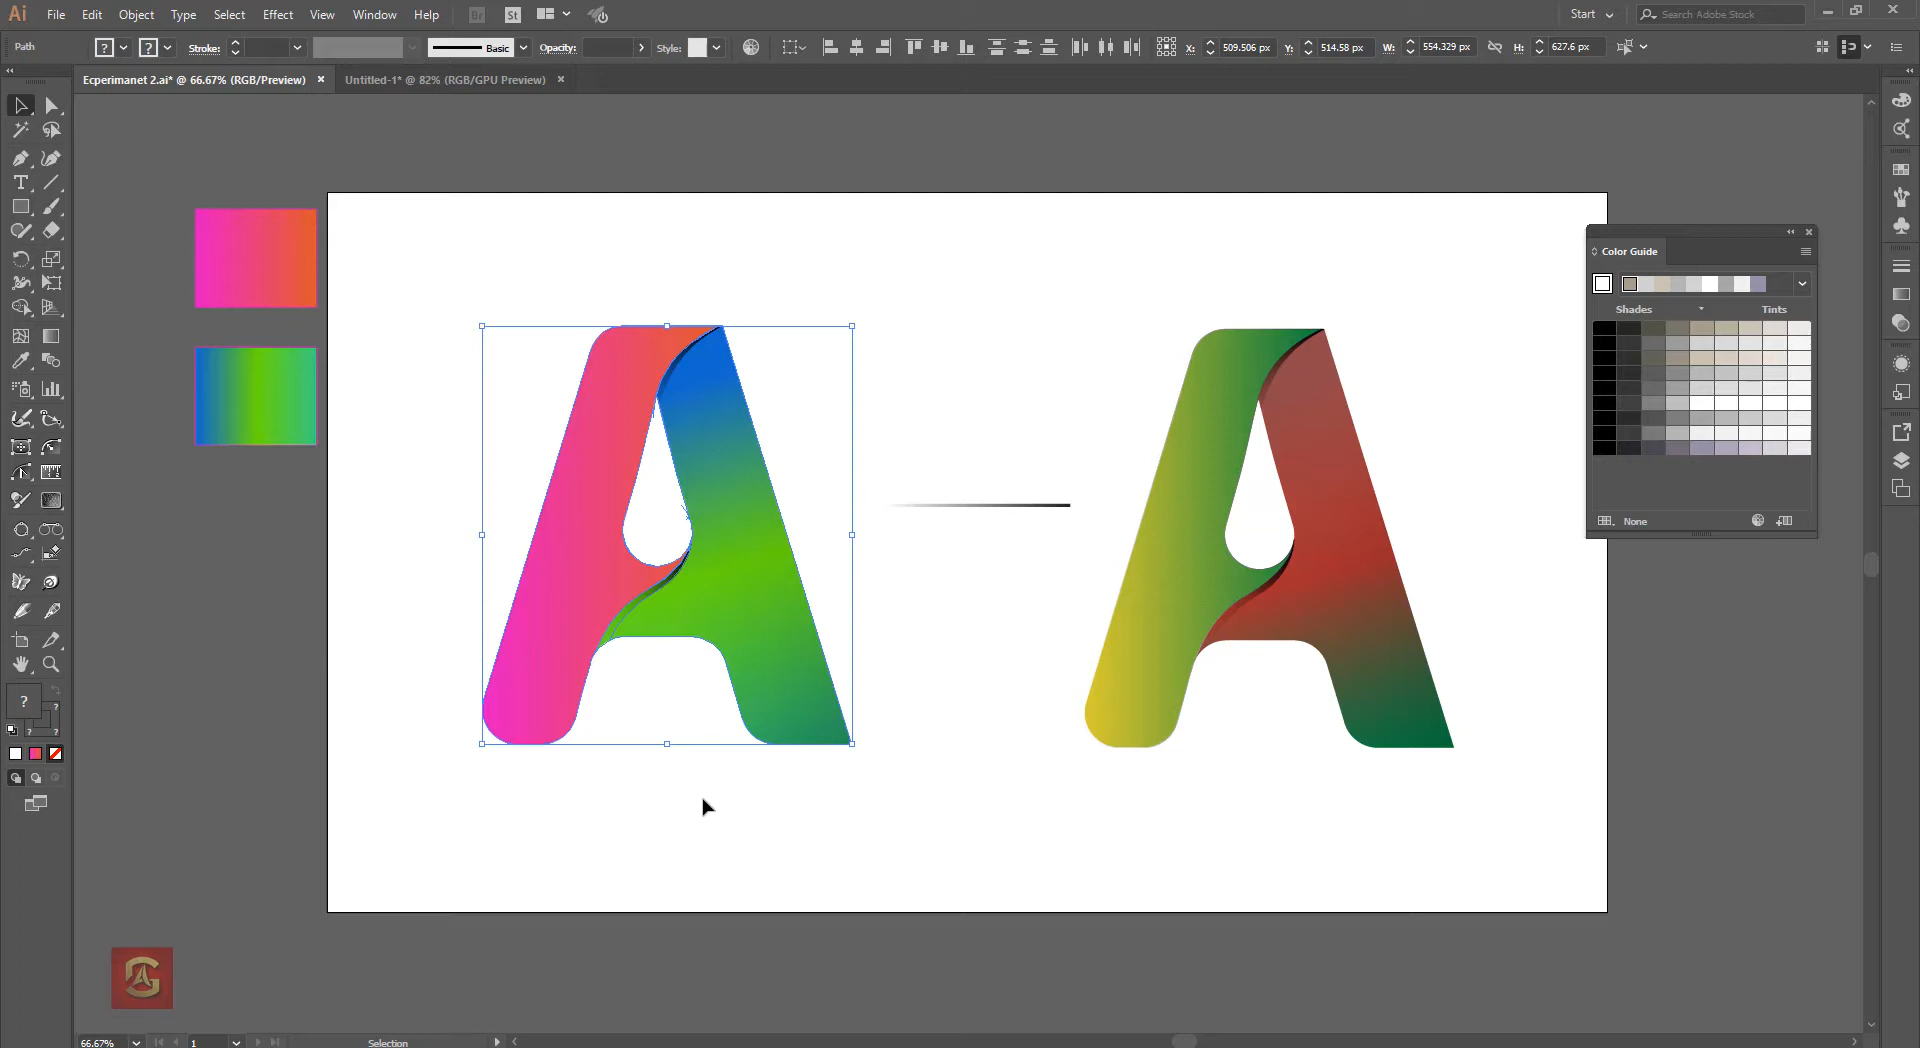 Ai File Edit Object Type Select Effect View Window Help Br St Start Search Adobe Stock
Path ? ? Stroke: Basic Opacity: Style: X: 509.506 px Y: 514.58 px W: 554.329 px H: 627.6 px
Ecperimanet 2.ai* @ 66.67% (RGB/Preview) × Untitled-1* @ 82% (RGB/GPU Preview) ×
Color Guide
Shades Tints
A A
None
?
?
? ?
G
66.67% 1 Selection